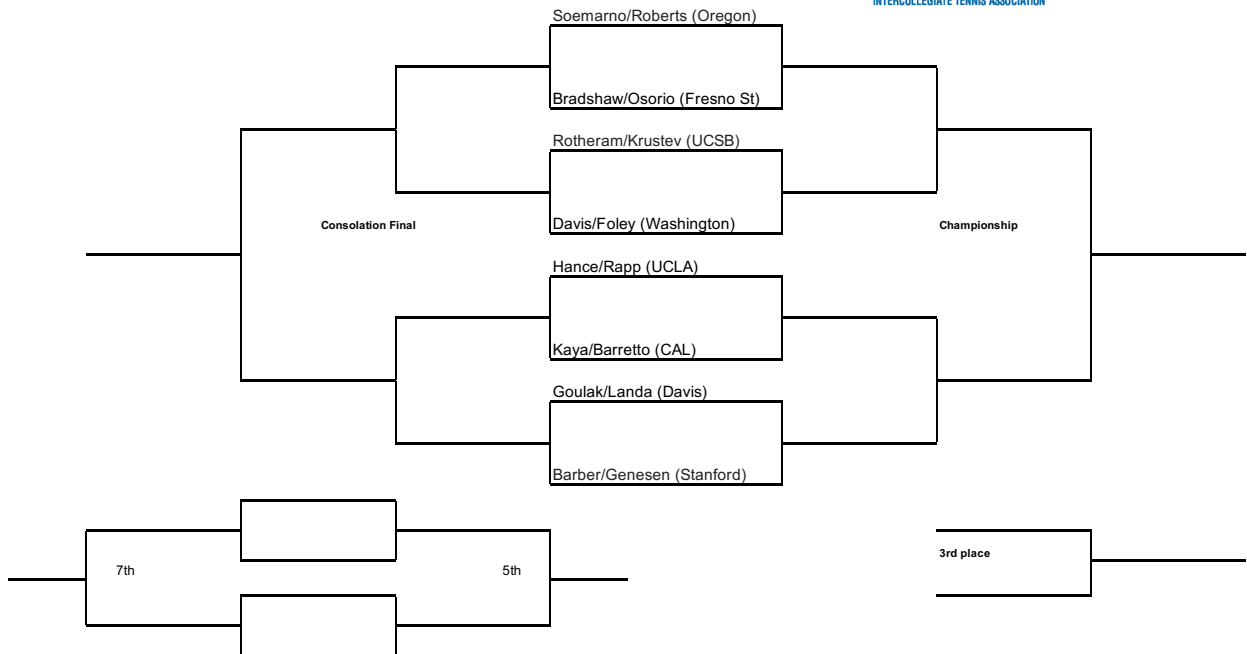 INTERCOLLEGIATE TENNIS ASSOCIATION
Soemarno/Roberts (Oregon)
Bradshaw/Osorio (Fresno St)
Rotheram/Krustev (UCSB)
Consolation Final
Davis/Foley (Washington)
Championship
Hance/Rapp (UCLA)
Kaya/Barretto (CAL)
Goulak/Landa (Davis)
Barber/Genesen (Stanford)
3rd place
7th
5th